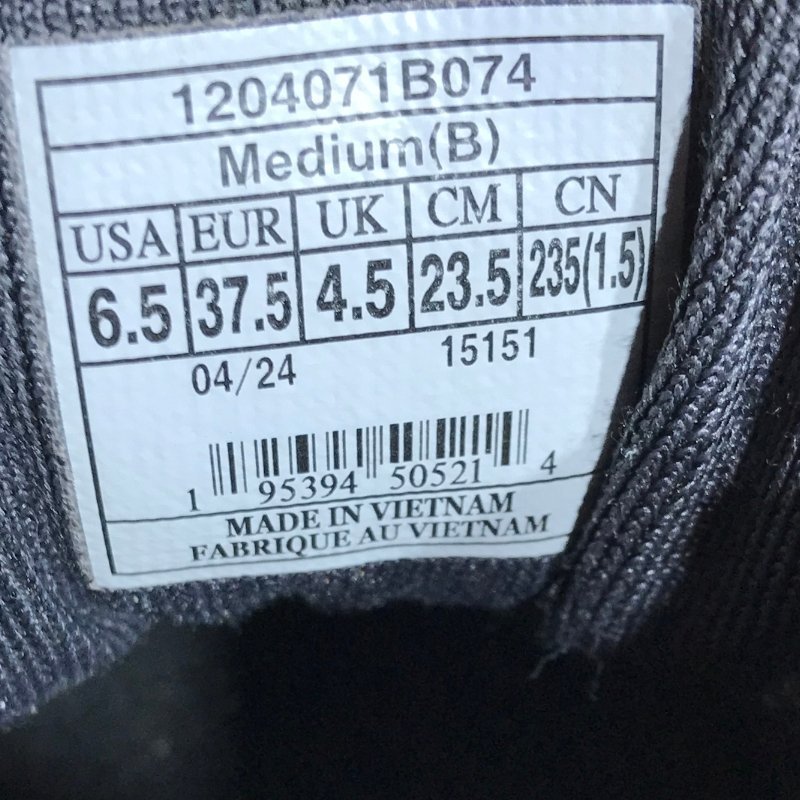 1204071B074
Medium(B)
USA EUR UK CM CN
6.5 37.5 4.5 23.5 235(1.5)
04/24 15151
1 95394 50521 4
MADE IN VIETNAM
FABRIQUE AU VIETNAM